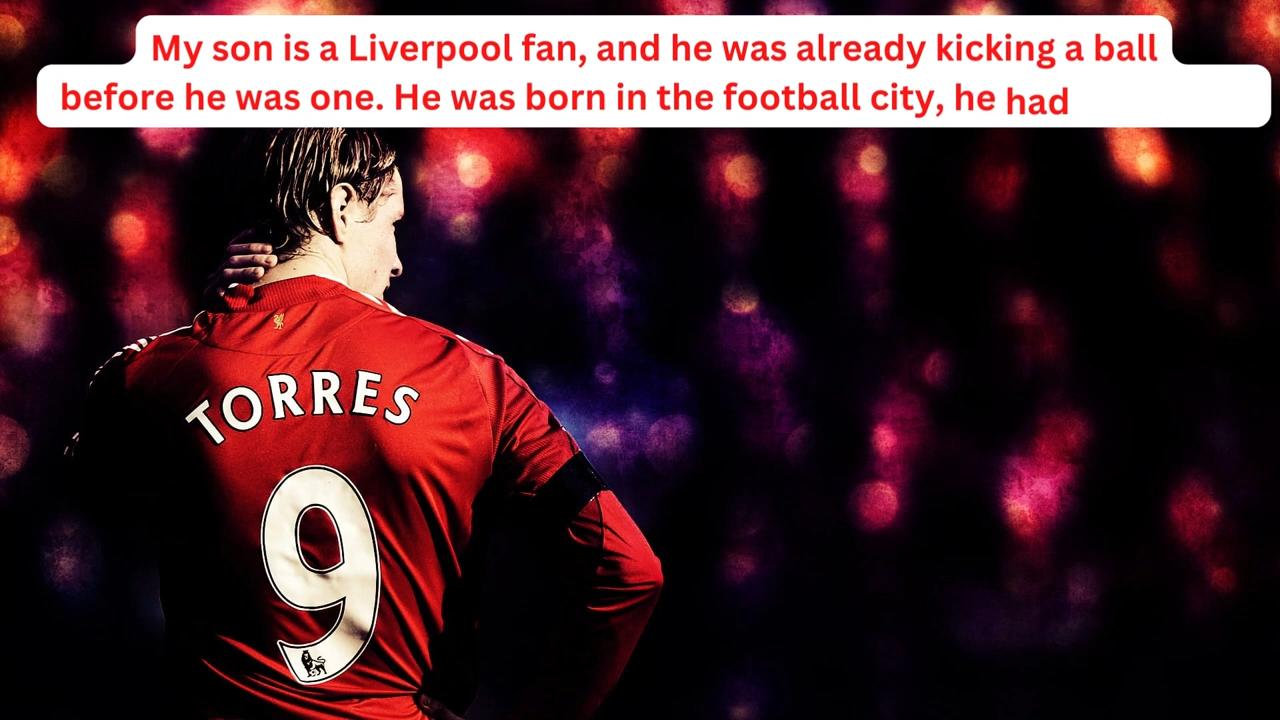 My son is a Liverpool fan, and he was already kicking a ball
before he was one. He was born in the football city, he had
TORRES
9